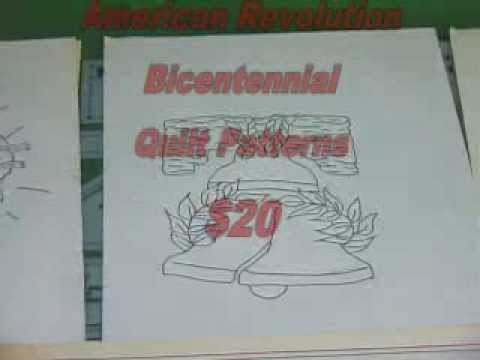 American Revolution
Bicentennial
Quilt Patterns
$20